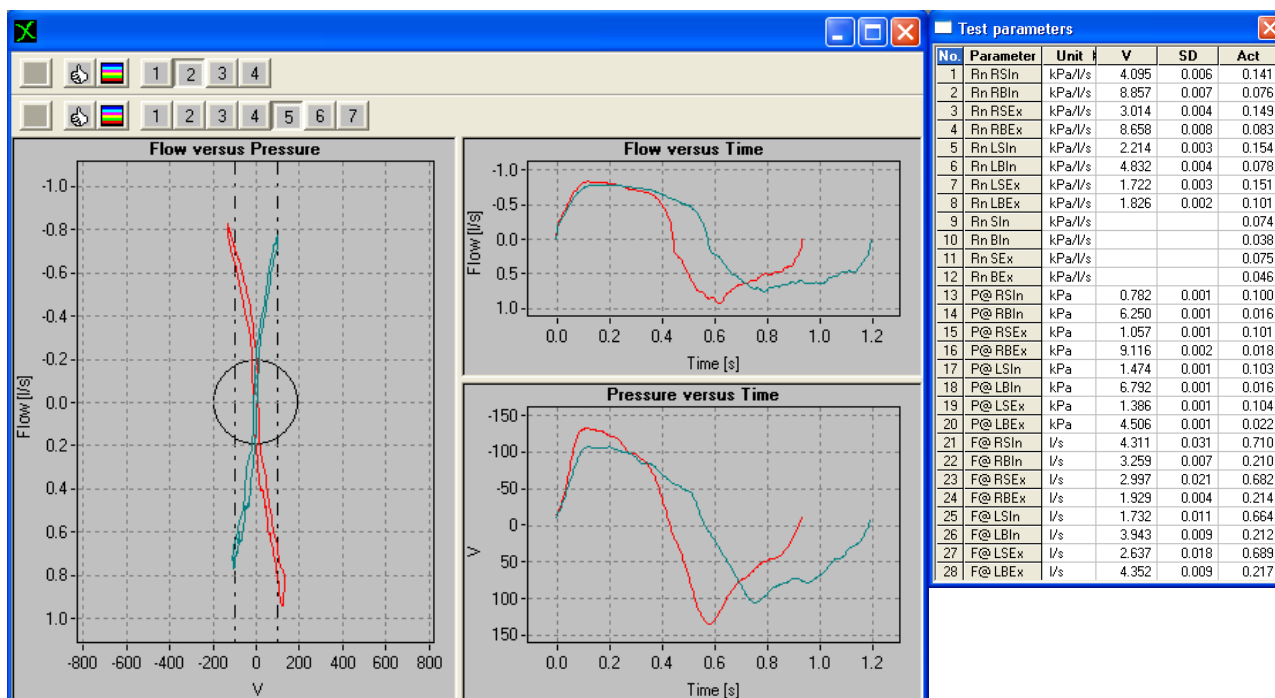 1 2 3 4
1 2 3 4 5 6 7
Flow versus Pressure
-1.0
-0.8
-0.6
-0.4
-0.2
0.0
0.2
0.4
0.6
0.8
1.0
Flow [l/s]
-800 -600 -400 -200 0 200 400 600 800
V
Flow versus Time
-1.0
-0.5
0.0
0.5
1.0
Flow [l/s]
0.0 0.2 0.4 0.6 0.8 1.0 1.2
Time [s]
Pressure versus Time
-150
-100
-50
0
50
100
150
V
0.0 0.2 0.4 0.6 0.8 1.0 1.2
Time [s]
Test parameters
No. Parameter Unit V SD Act
1 Rn RSIn kPa/l/s 4.095 0.006 0.141
2 Rn RBIn kPa/l/s 8.857 0.007 0.076
3 Rn RSEx kPa/l/s 3.014 0.004 0.149
4 Rn RBEx kPa/l/s 8.658 0.008 0.083
5 Rn LSIn kPa/l/s 2.214 0.003 0.154
6 Rn LBIn kPa/l/s 4.832 0.004 0.078
7 Rn LSEx kPa/l/s 1.722 0.003 0.151
8 Rn LBEx kPa/l/s 1.826 0.002 0.101
9 Rn SIn kPa/l/s 0.074
10 Rn BIn kPa/l/s 0.038
11 Rn SEx kPa/l/s 0.075
12 Rn BEx kPa/l/s 0.046
13 P@ RSIn kPa 0.782 0.001 0.100
14 P@ RBIn kPa 6.250 0.001 0.016
15 P@ RSEx kPa 1.057 0.001 0.101
16 P@ RBEx kPa 9.116 0.002 0.018
17 P@ LSIn kPa 1.474 0.001 0.103
18 P@ LBIn kPa 6.792 0.001 0.016
19 P@ LSEx kPa 1.386 0.001 0.104
20 P@ LBEx kPa 4.506 0.001 0.022
21 F@ RSIn l/s 4.311 0.031 0.710
22 F@ RBIn l/s 3.259 0.007 0.210
23 F@ RSEx l/s 2.997 0.021 0.682
24 F@ RBEx l/s 1.929 0.004 0.214
25 F@ LSIn l/s 1.732 0.011 0.664
26 F@ LBIn l/s 3.943 0.009 0.212
27 F@ LSEx l/s 2.637 0.018 0.689
28 F@ LBEx l/s 4.352 0.009 0.217